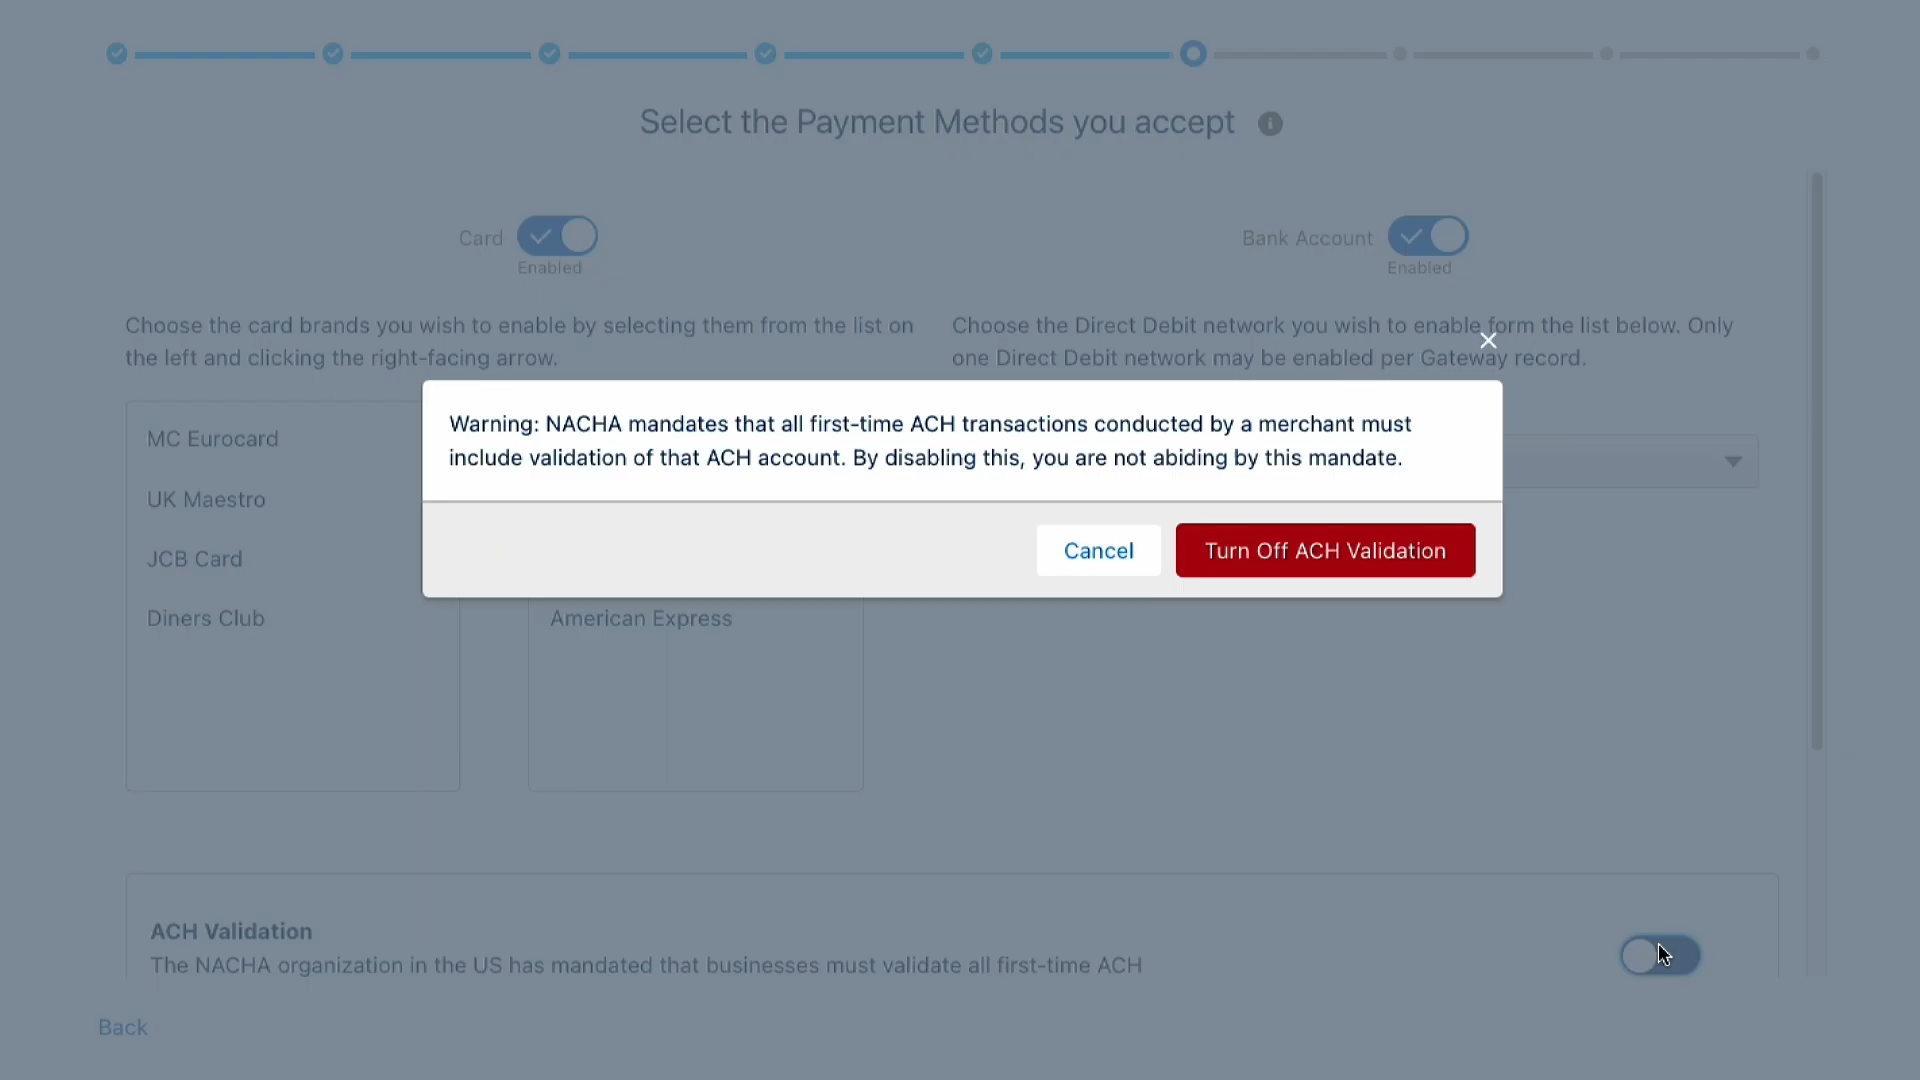 Select the Payment Methods you accept
Card
Enabled
Bank Account
Enabled
Choose the card brands you wish to enable by selecting them from the list on
the left and clicking the right-facing arrow.
Choose the Direct Debit network you wish to enable form the list below. Only
one Direct Debit network may be enabled per Gateway record.
Warning: NACHA mandates that all first-time ACH transactions conducted by a merchant must
include validation of that ACH account. By disabling this, you are not abiding by this mandate.
Cancel
Turn Off ACH Validation
MC Eurocard
UK Maestro
JCB Card
Diners Club
American Express
ACH Validation
The NACHA organization in the US has mandated that businesses must validate all first-time ACH
Back